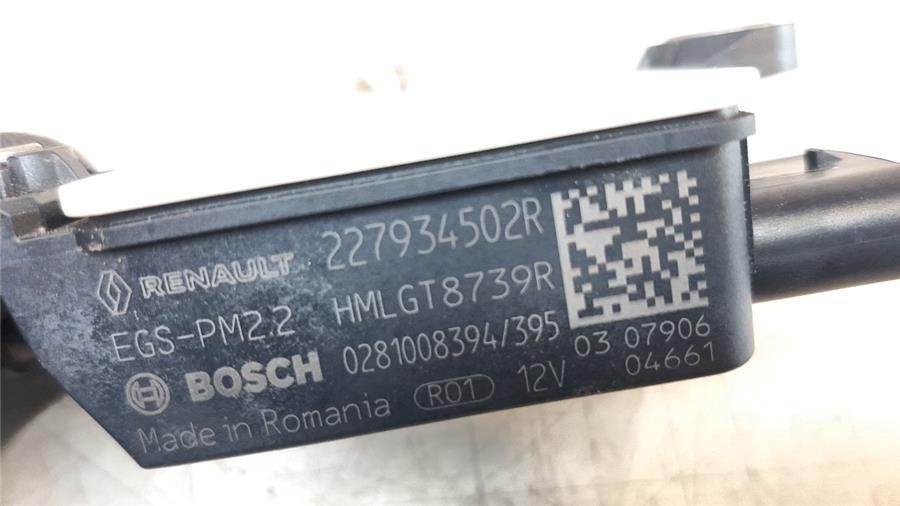 RENAULT 227934502R
EGS-PM2.2 HMLGT8739R
BOSCH 0281008394/395 03 07906
Made in Romania R01 12V 04661